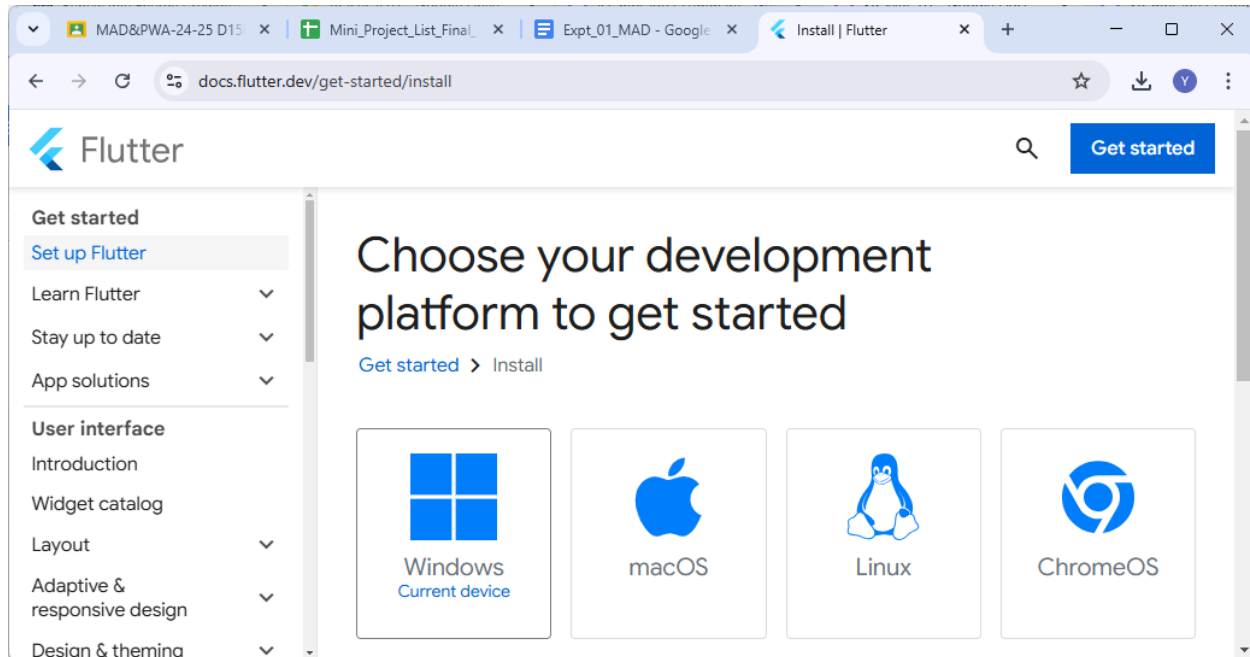 MAD&PWA-24-25 D15
Mini_Project_List_Final_
Expt_01_MAD - Google
Install | Flutter
docs.flutter.dev/get-started/install
Y
Flutter
Get started
Get started
Set up Flutter
Learn Flutter
Stay up to date
App solutions
User interface
Introduction
Widget catalog
Layout
Adaptive &
responsive design
Design & theming
Choose your development
platform to get started
Get started > Install
Windows
Current device
macOS
Linux
ChromeOS